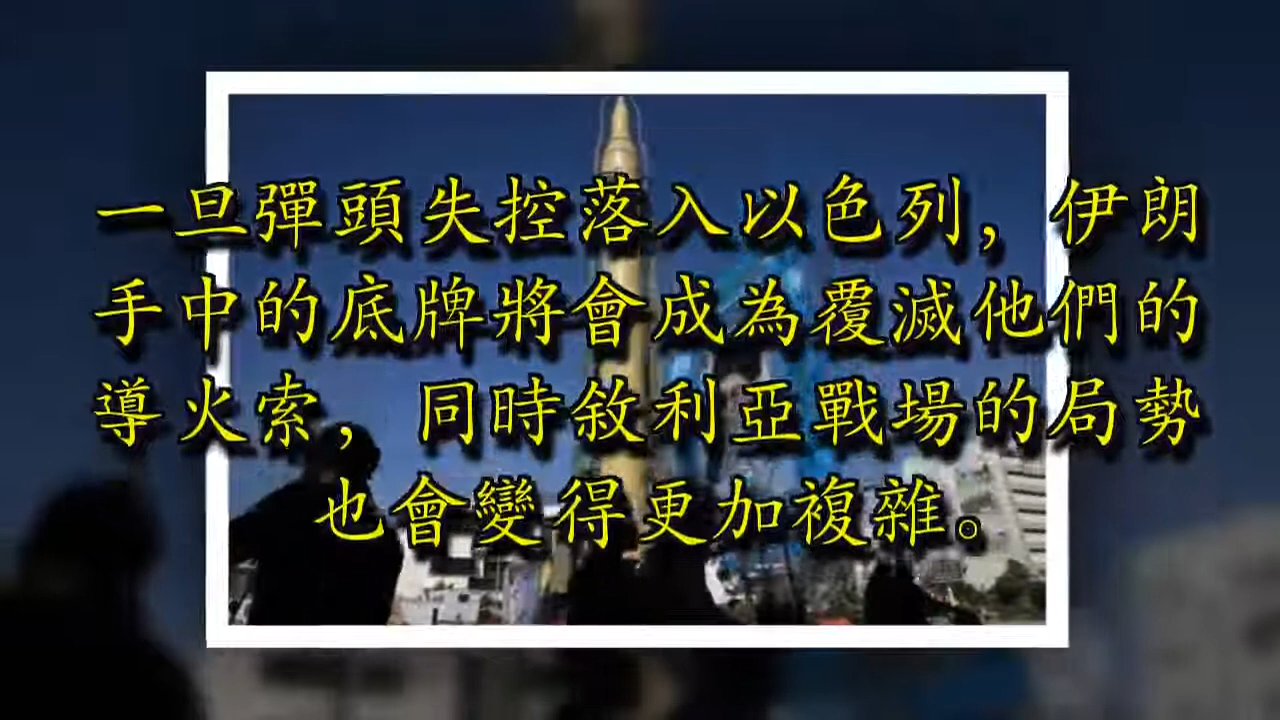 一旦彈頭失控落入以色列，伊朗
手中的底牌將會成為覆滅他們的
導火索，同時敘利亞戰場的局勢
也會變得更加複雜。